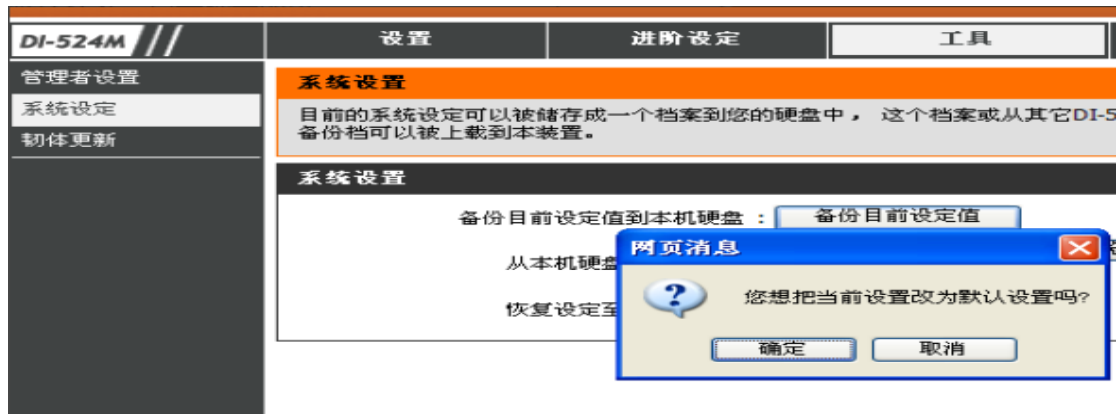 DI-524M
设置
进阶设定
工具
管理者设置
系统设定
韧体更新
系统设置
目前的系统设定可以被储存成一个档案到您的硬盘中， 这个档案或从其它DI-5
备份档可以被上载到本装置。
系统设置
备份目前设定值到本机硬盘 : 备份目前设定值
从本机硬盘
恢复设定至
网页消息
您想把当前设置改为默认设置吗?
确定
取消